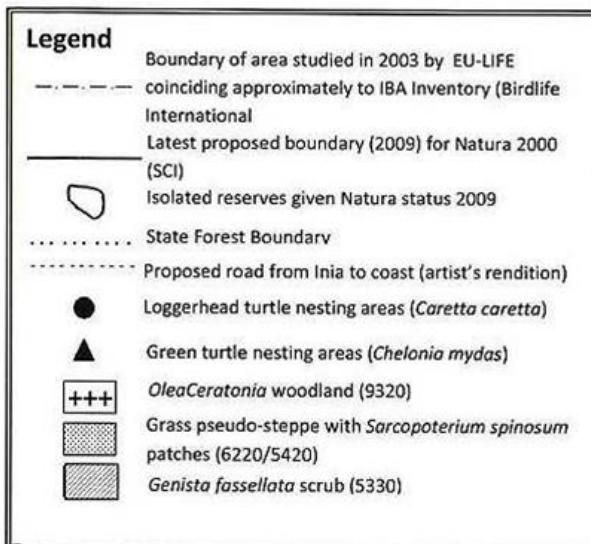 Legend
Boundary of area studied in 2003 by EU-LIFE
coinciding approximately to IBA Inventory (Birdlife
International
Latest proposed boundary (2009) for Natura 2000
(SCI)
Isolated reserves given Natura status 2009
State Forest Boundary
Proposed road from Inia to coast (artist's rendition)
Loggerhead turtle nesting areas (Caretta caretta)
Green turtle nesting areas (Chelonia mydas)
+++ OleaCeratonia woodland (9320)
Grass pseudo-steppe with Sarcopoterium spinosum
patches (6220/5420)
Genista fassellata scrub (5330)